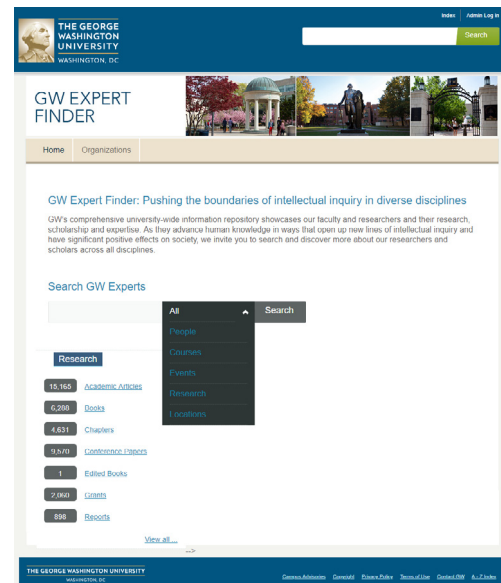 Index Admin Log In
THE GEORGE
WASHINGTON
UNIVERSITY
WASHINGTON, DC
Search
GW EXPERT
FINDER
Home Organizations
GW Expert Finder: Pushing the boundaries of intellectual inquiry in diverse disciplines
GW's comprehensive university-wide information repository showcases our faculty and researchers and their research,
scholarship and expertise. As they advance human knowledge in ways that open up new lines of intellectual inquiry and
have significant positive effects on society, we invite you to search and discover more about our researchers and
scholars across all disciplines.
Search GW Experts
All Search
People
Courses
Events
Research
Locations
Research
15,165 Academic Articles
6,288 Books
4,631 Chapters
9,570 Conference Papers
1 Edited Books
2,060 Grants
898 Reports
View all ...
-->
THE GEORGE WASHINGTON UNIVERSITY
WASHINGTON, DC
Campus Advisories Copyright Privacy Policy Terms of Use Contact GW A - Z Index